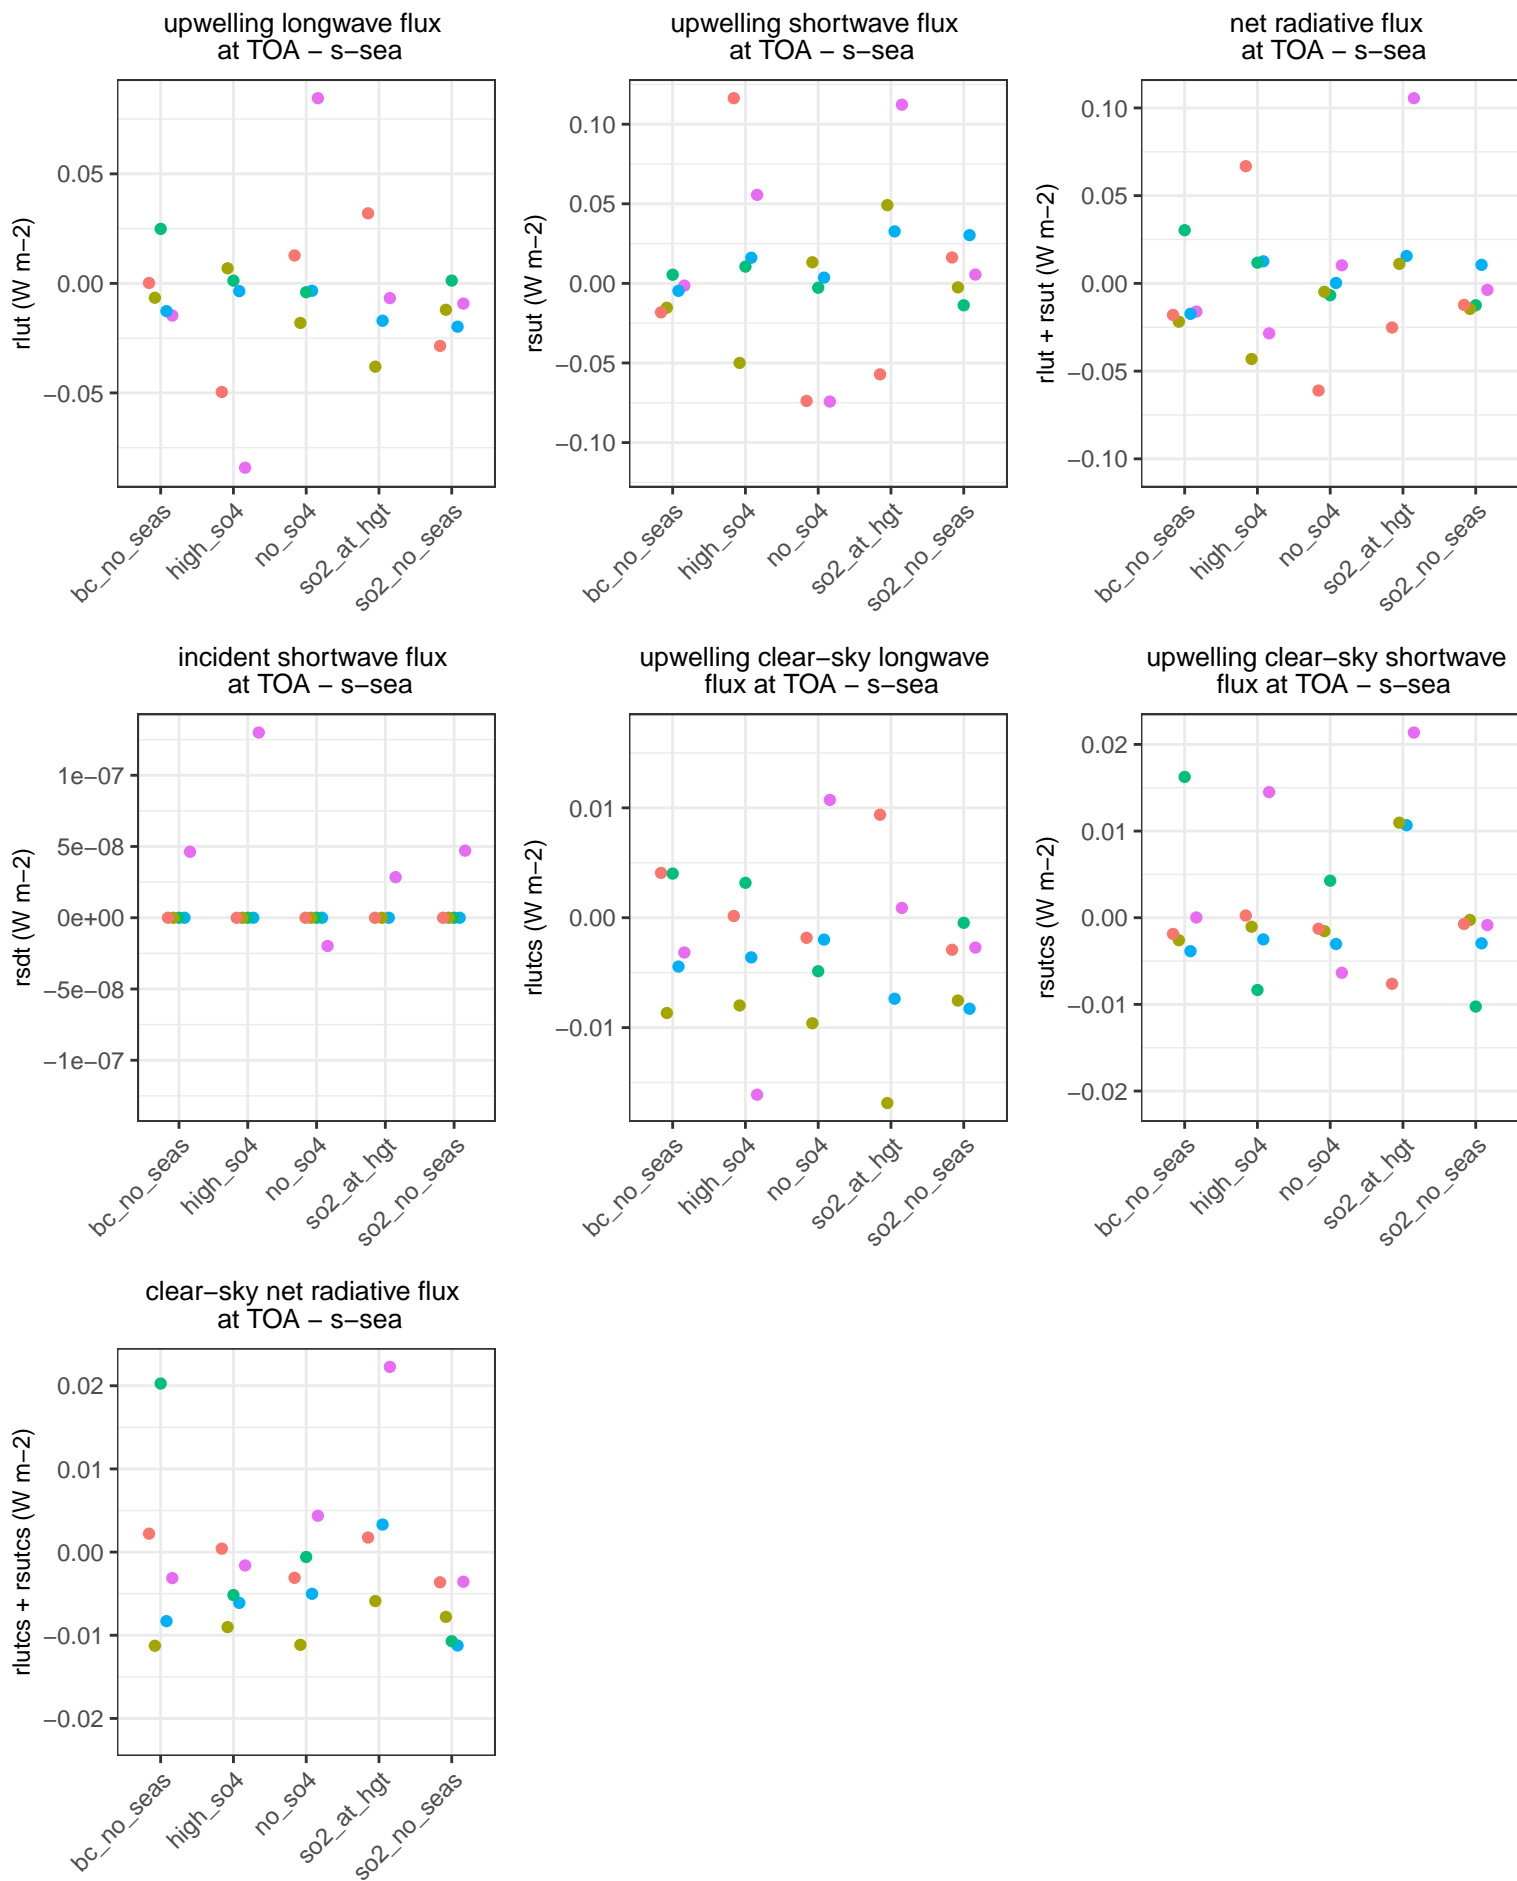 upwelling longwave flux
at TOA − s−sea
rlut (W m−2)
0.05
0.00
−0.05
bc_no_seas
high_so4
no_so4
so2_at_hgt
so2_no_seas
upwelling shortwave flux
at TOA − s−sea
rsut (W m−2)
0.10
0.05
0.00
−0.05
−0.10
bc_no_seas
high_so4
no_so4
so2_at_hgt
so2_no_seas
net radiative flux
at TOA − s−sea
rlut + rsut (W m−2)
0.10
0.05
0.00
−0.05
−0.10
bc_no_seas
high_so4
no_so4
so2_at_hgt
so2_no_seas
incident shortwave flux
at TOA − s−sea
rsdt (W m−2)
1e−07
5e−08
0e+00
−5e−08
−1e−07
bc_no_seas
high_so4
no_so4
so2_at_hgt
so2_no_seas
upwelling clear−sky longwave
flux at TOA − s−sea
rlutcs (W m−2)
0.01
0.00
−0.01
bc_no_seas
high_so4
no_so4
so2_at_hgt
so2_no_seas
upwelling clear−sky shortwave
flux at TOA − s−sea
rsutcs (W m−2)
0.02
0.01
0.00
−0.01
−0.02
bc_no_seas
high_so4
no_so4
so2_at_hgt
so2_no_seas
clear−sky net radiative flux
at TOA − s−sea
rlutcs + rsutcs (W m−2)
0.02
0.01
0.00
−0.01
−0.02
bc_no_seas
high_so4
no_so4
so2_at_hgt
so2_no_seas